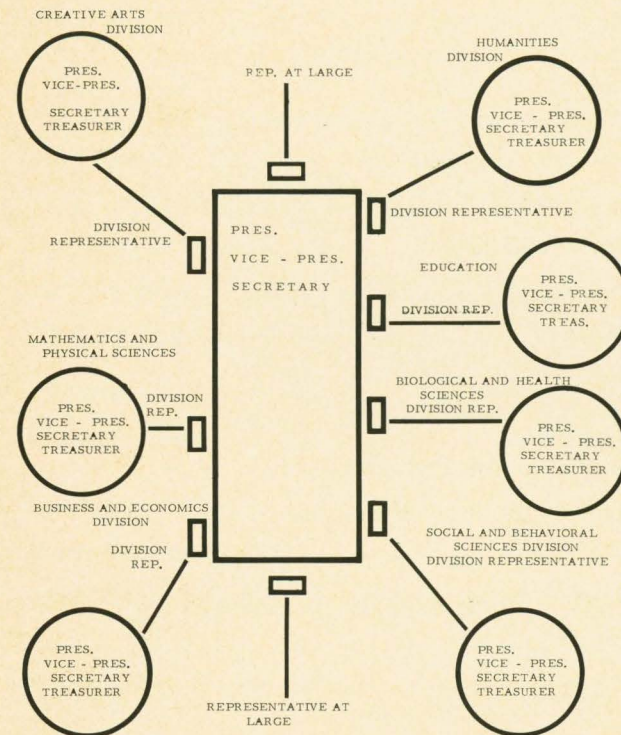 CREATIVE ARTS
DIVISION
PRES.
VICE-PRES.
SECRETARY
TREASURER
DIVISION
REPRESENTATIVE
REP. AT LARGE
HUMANITIES
DIVISION
PRES.
VICE - PRES.
SECRETARY
TREASURER
DIVISION REPRESENTATIVE
PRES.
VICE - PRES.
SECRETARY
EDUCATION
PRES.
VICE - PRES.
SECRETARY
TREAS.
DIVISION REP.
MATHEMATICS AND
PHYSICAL SCIENCES
DIVISION
REP.
PRES.
VICE - PRES.
SECRETARY
TREASURER
BIOLOGICAL AND HEALTH
SCIENCES
DIVISION REP.
PRES.
VICE - PRES.
SECRETARY
TREASURER
BUSINESS AND ECONOMICS
DIVISION
DIVISION
REP.
PRES.
VICE - PRES.
SECRETARY
TREASURER
SOCIAL AND BEHAVIORAL
SCIENCES DIVISION
DIVISION REPRESENTATIVE
PRES.
VICE - PRES.
SECRETARY
TREASURER
REPRESENTATIVE AT
LARGE